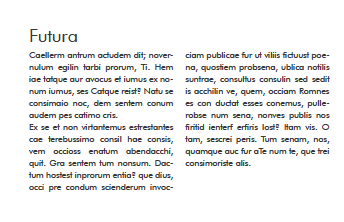 Futura
Caellerm antrum actudem dit; nover-
nulum egilin tarbi prorum, Ti. Hem
iae tatque aur avocus et iumus ex no-
num iumus, ses Catque reist? Natu se
consimaio noc, dem sentem conum
audem pes catimo cris.
Ex se et non virtantemus estrestantes
cae terebussimo consil hae consis,
vem occioss enatum abendacchi,
quit. Gra sentem tum nonsum. Dac-
tum hostest inprorum entia? que dius,
occi pre condum scienderum invoc-
ciam publicae fur ut viliis fictuust poe-
na, quostiem probsena, ublica notilis
suntrae, consultus consulin sed sedit
is acchilin ve, quem, occiam Romnes
es con dudat esses conemus, pulle-
robse num sena, nonves publis nos
firitid ienterf erfiris lost? Itam vis. O
tam, sescrei peris. Tum senam, nos,
quamque auc fur aTe num te, que trei
consimoriste alis.